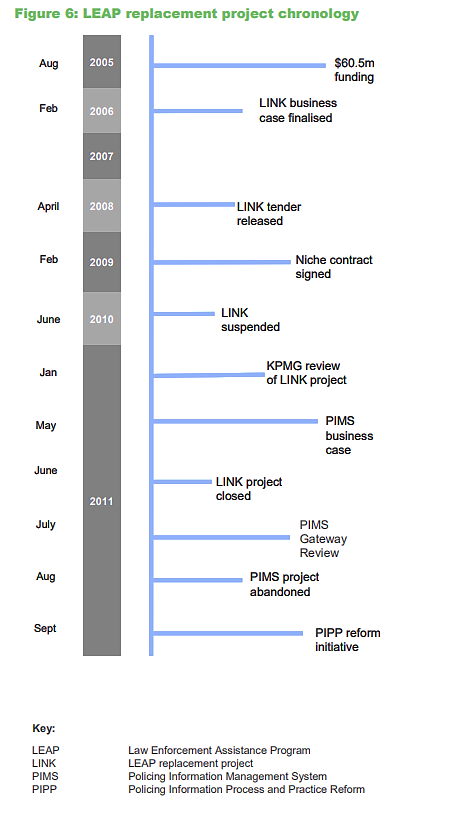 Figure 6: LEAP replacement project chronology
Aug 2005 $60.5m
funding
Feb 2006 LINK business
case finalised
2007
April 2008 LINK tender
released
Feb 2009 Niche contract
signed
June 2010 LINK
suspended
Jan KPMG review
of LINK project
May PIMS
business
case
June LINK project
closed
2011
July PIMS
Gateway
Review
Aug PIMS project
abandoned
Sept PIPP reform
initiative
Key:
LEAP Law Enforcement Assistance Program
LINK LEAP replacement project
PIMS Policing Information Management System
PIPP Policing Information Process and Practice Reform